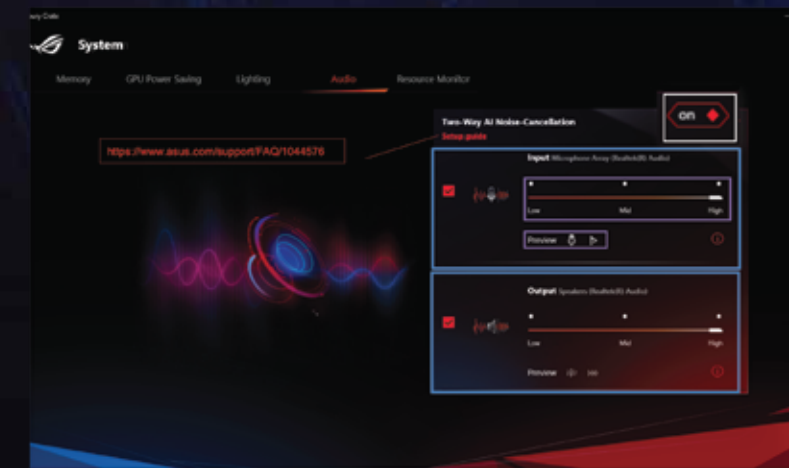 System
Memory GPU Power Saving Lighting Audio Resource Monitor
on
Two-Way AI Noise-Cancellation
Setup guide
https://www.asus.com/support/FAQ/1044576
Input Microphone Array (Realtek(R) Audio)
Low Mid High
Preview
Output Speakers (Realtek(R) Audio)
Low Mid High
Preview